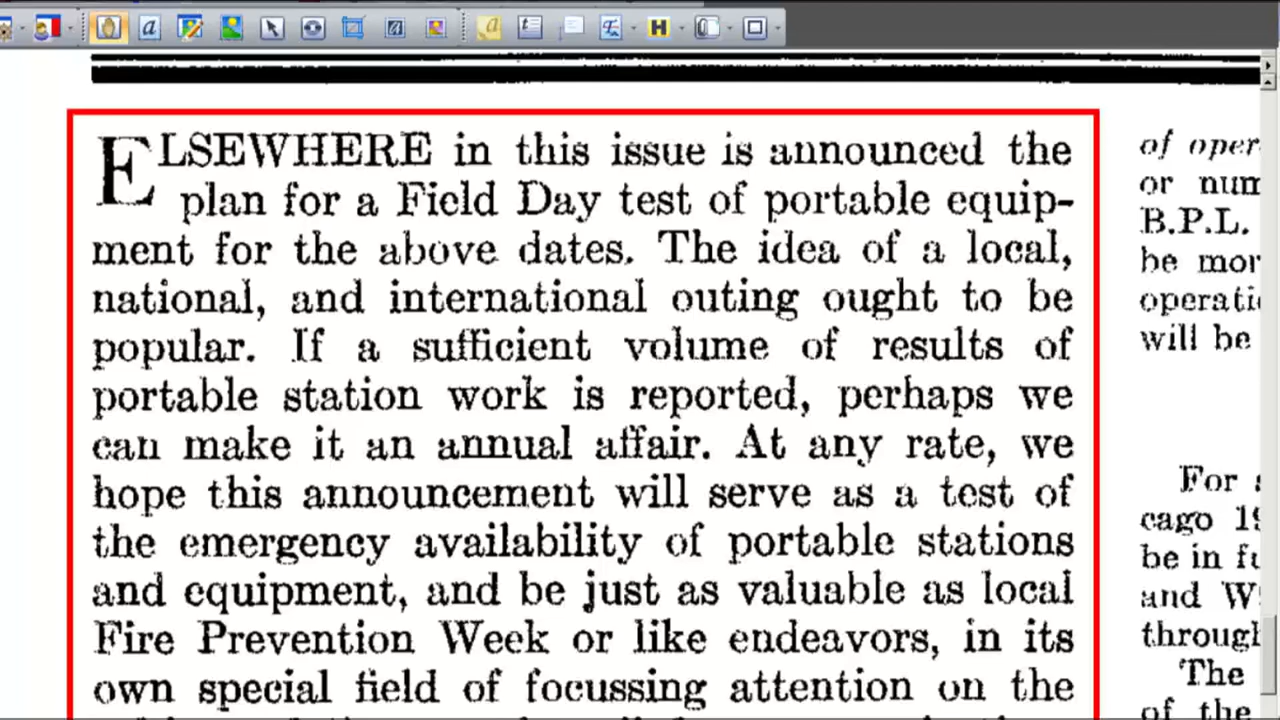 ELSEWHERE in this issue is announced the
plan for a Field Day test of portable equip-
ment for the above dates. The idea of a local,
national, and international outing ought to be
popular. If a sufficient volume of results of
portable station work is reported, perhaps we
can make it an annual affair. At any rate, we
hope this announcement will serve as a test of
the emergency availability of portable stations
and equipment, and be just as valuable as local
Fire Prevention Week or like endeavors, in its
own special field of focussing attention on the
of oper
or num
B.P.L.
be mor
operati
will be
For
cago 19
be in fu
and W
through
The
of the